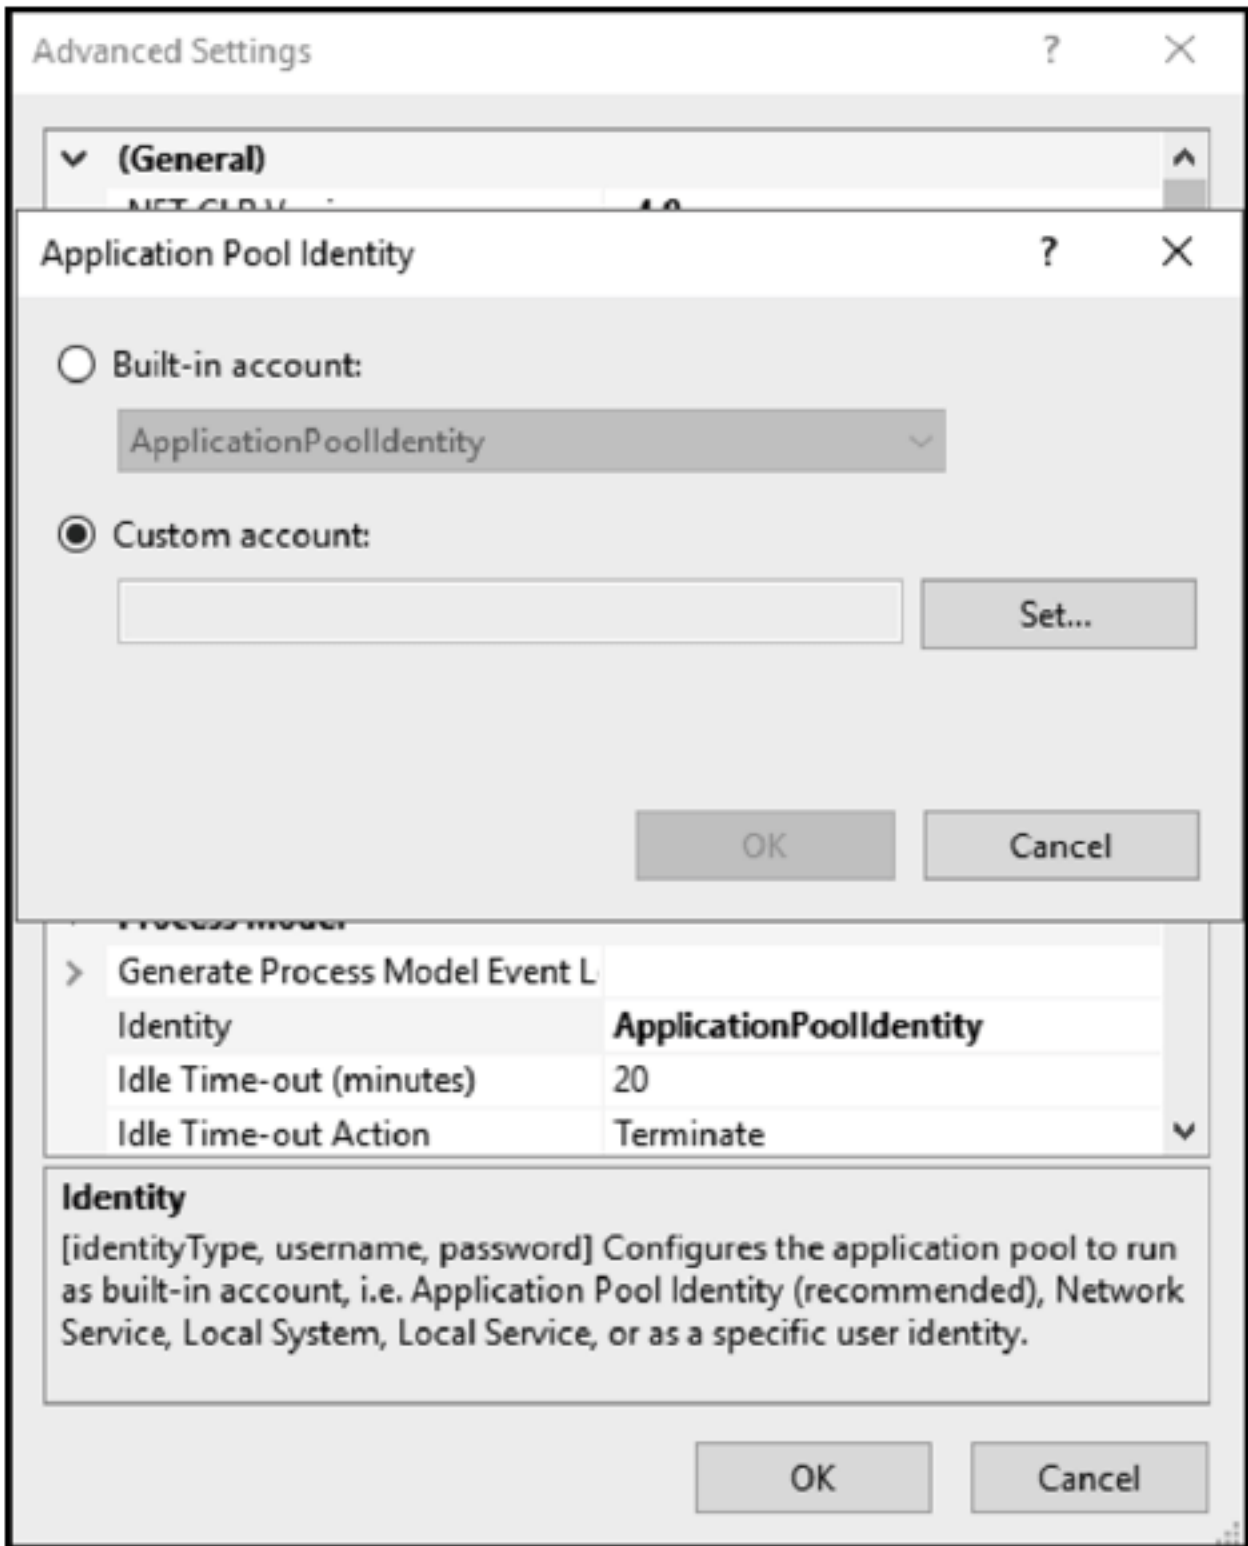 Advanced Settings ? 
(General)
Application Pool Identity ?
Built-in account:
ApplicationPoolIdentity
Custom account:
Set...
OK Cancel
Process Model
Generate Process Model Event L
Identity ApplicationPoolIdentity
Idle Time-out (minutes) 20
Idle Time-out Action Terminate
Identity
[identityType, username, password] Configures the application pool to run
as built-in account, i.e. Application Pool Identity (recommended), Network
Service, Local System, Local Service, or as a specific user identity.
OK Cancel